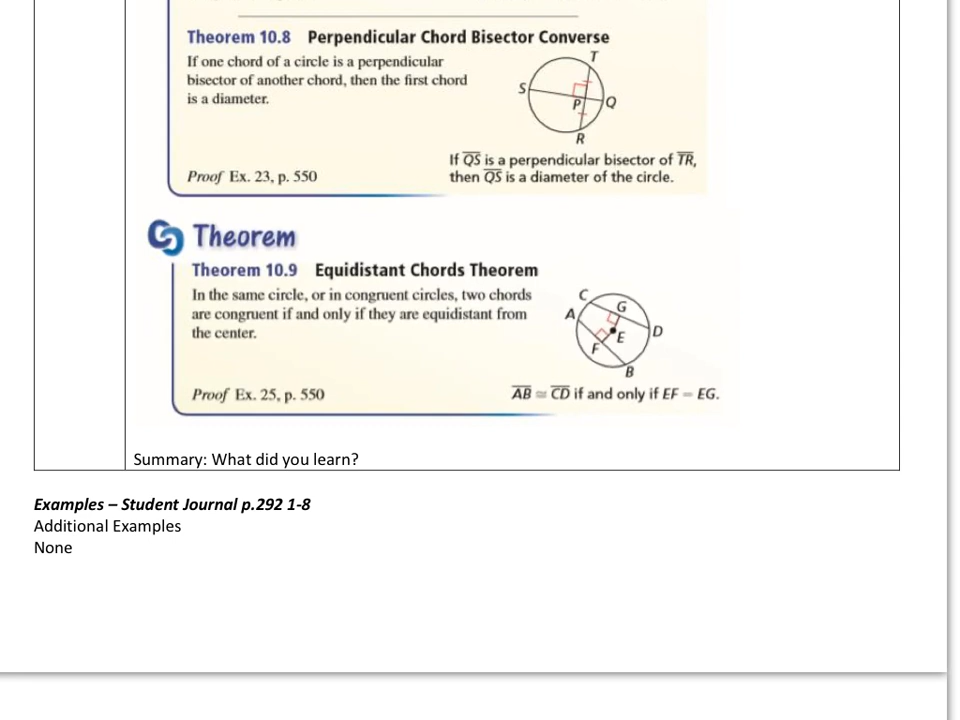 Theorem 10.8 Perpendicular Chord Bisector Converse
If one chord of a circle is a perpendicular
bisector of another chord, then the first chord
is a diameter.
T
S
P
Q
R
If QS is a perpendicular bisector of TR,
then QS is a diameter of the circle.
Proof Ex. 23, p. 550
Theorem
Theorem 10.9 Equidistant Chords Theorem
In the same circle, or in congruent circles, two chords
are congruent if and only if they are equidistant from
the center.
C
G
A
D
E
F
B
Proof Ex. 25, p. 550
AB ≅ CD if and only if EF = EG.
Summary: What did you learn?
Examples – Student Journal p.292 1-8
Additional Examples
None